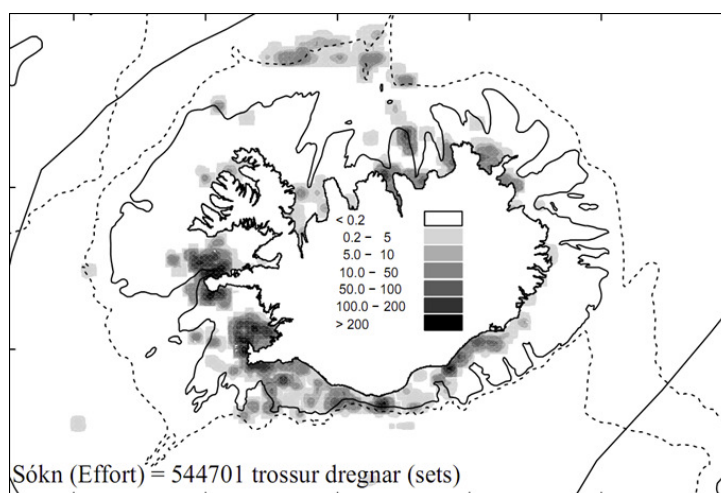 < 0.2
0.2 - 5
5.0 - 10
10.0 - 50
50.0 - 100
100.0 - 200
> 200
Sókn (Effort) = 544701 trossur dregnar (sets)